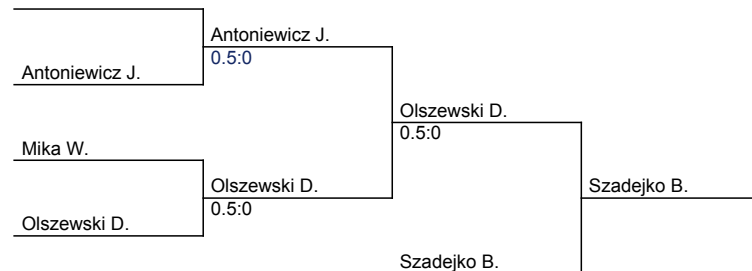 Antoniewicz J.
0.5:0
Antoniewicz J.
Olszewski D.
0.5:0
Mika W.
Olszewski D.
0.5:0
Szadejko B.
Olszewski D.
Szadejko B.